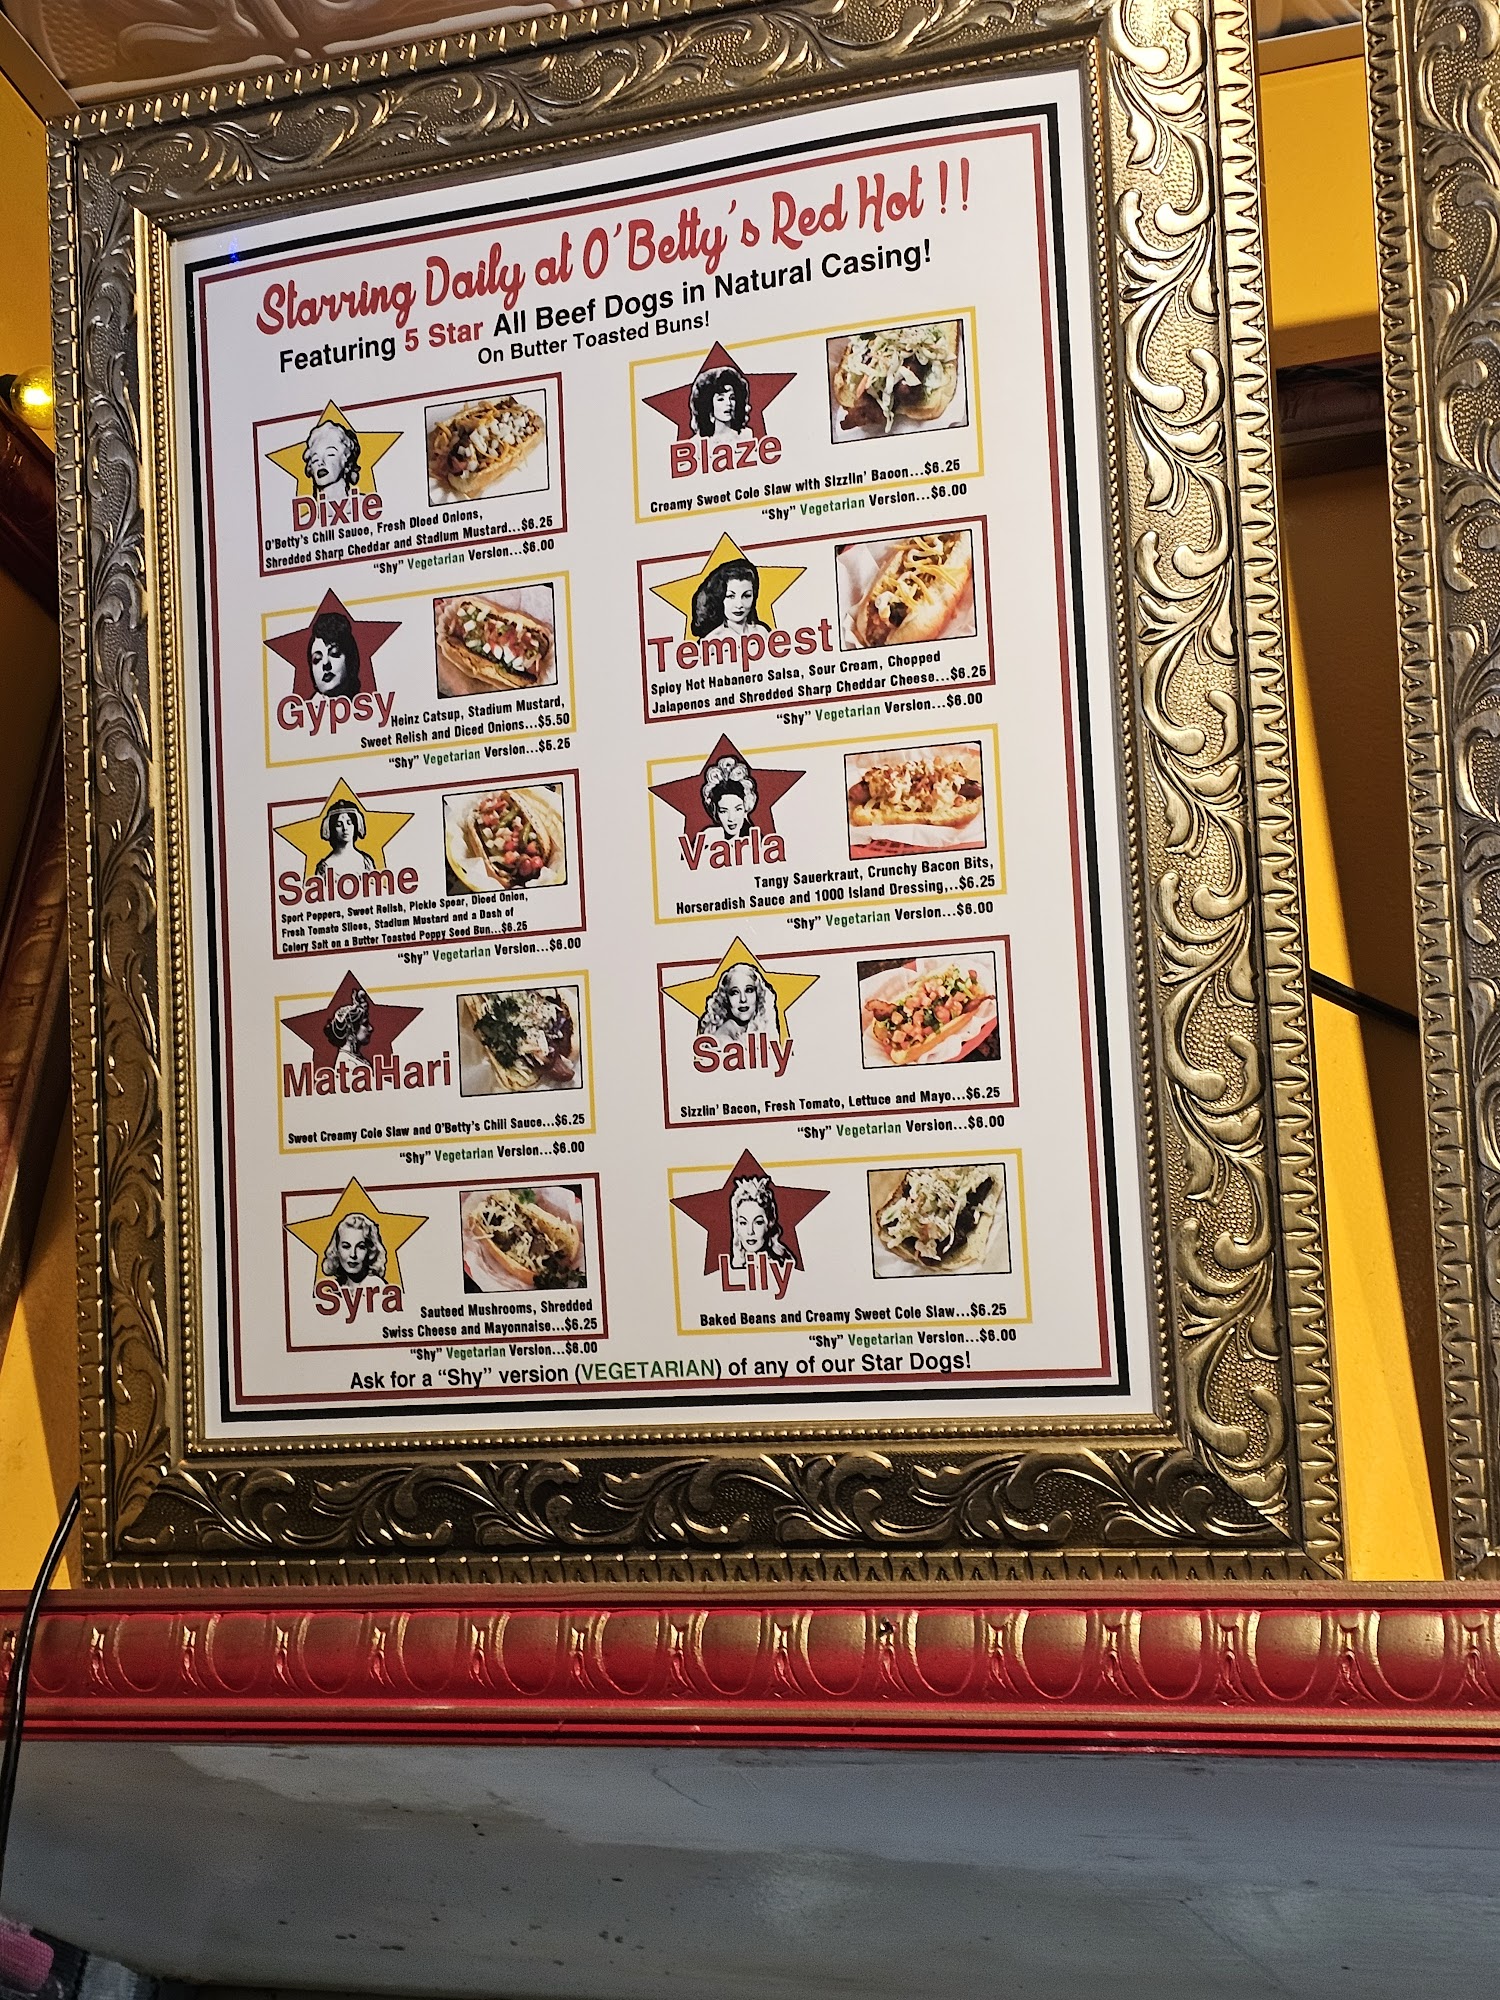 Starring Daily at O'Betty's Red Hot !!
Featuring 5 Star All Beef Dogs in Natural Casing!
On Butter Toasted Buns!
Dixie
O'Betty's Chili Sauce, Fresh Diced Onions,
Shredded Sharp Cheddar and Stadium Mustard...$6.25
"Shy" Vegetarian Version...$6.00
Gypsy
Heinz Catsup, Stadium Mustard,
Sweet Relish and Diced Onions...$5.50
"Shy" Vegetarian Version...$5.25
Salome
Sport Peppers, Sweet Relish, Pickle Spear, Diced Onion,
Fresh Tomato Slices, Stadium Mustard and a Dash of
Celery Salt on a Butter Toasted Poppy Seed Bun...$6.25
"Shy" Vegetarian Version...$6.00
MataHari
Sweet Creamy Cole Slaw and O'Betty's Chili Sauce...$6.25
"Shy" Vegetarian Version...$6.00
Syra
Sauteed Mushrooms, Shredded
Swiss Cheese and Mayonnaise...$6.25
"Shy" Vegetarian Version...$6.00
Blaze
Creamy Sweet Cole Slaw with Sizzlin' Bacon...$6.25
"Shy" Vegetarian Version...$6.00
Tempest
Spicy Hot Habanero Salsa, Sour Cream, Chopped
Jalapenos and Shredded Sharp Cheddar Cheese...$6.25
"Shy" Vegetarian Version...$6.00
Varla
Tangy Sauerkraut, Crunchy Bacon Bits,
Horseradish Sauce and 1000 Island Dressing,..$6.25
"Shy" Vegetarian Version...$6.00
Sally
Sizzlin' Bacon, Fresh Tomato, Lettuce and Mayo...$6.25
"Shy" Vegetarian Version...$6.00
Lily
Baked Beans and Creamy Sweet Cole Slaw...$6.25
"Shy" Vegetarian Version...$6.00
Ask for a "Shy" version (VEGETARIAN) of any of our Star Dogs!